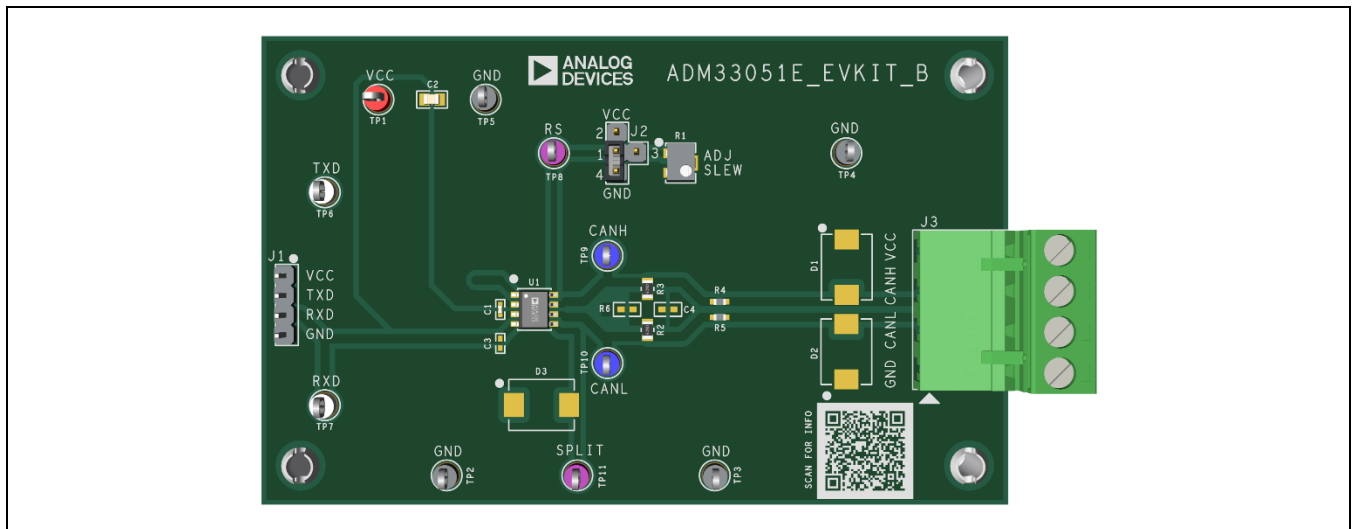 ANALOG
DEVICES
ADM33051E_EVKIT_B
VCC
TP1
C2
GND
TP5
VCC
2
J2
1
3
4
GND
RS
TP8
R1
ADJ
SLEW
GND
TP4
TXD
TP6
CANH
TP9
J1
VCC
TXD
RXD
GND
U1
C1
C3
R3
R6
C4
R2
R4
R5
D1
D2
J3
VCC
CANH
CANL
GND
RXD
TP7
D3
TP10
CANL
GND
TP2
SPLIT
TP11
GND
TP3
SCAN FOR INFO